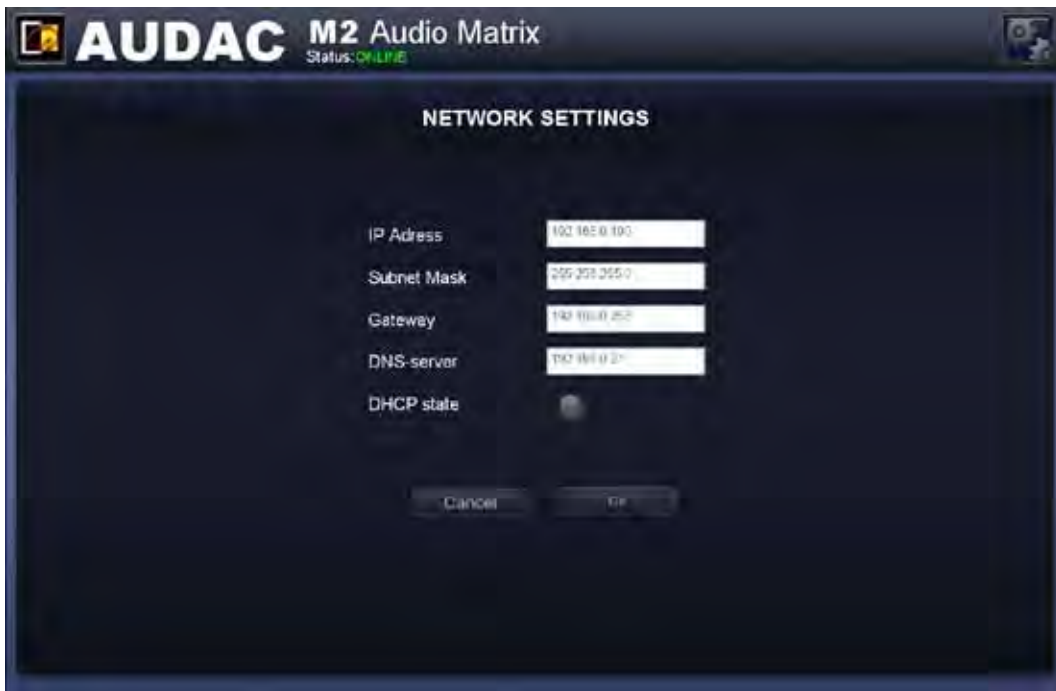 AUDAC M2 Audio Matrix
Status: ONLINE
NETWORK SETTINGS
IP Adress
Subnet Mask
Gateway
DNS-server
DHCP state
Cancel